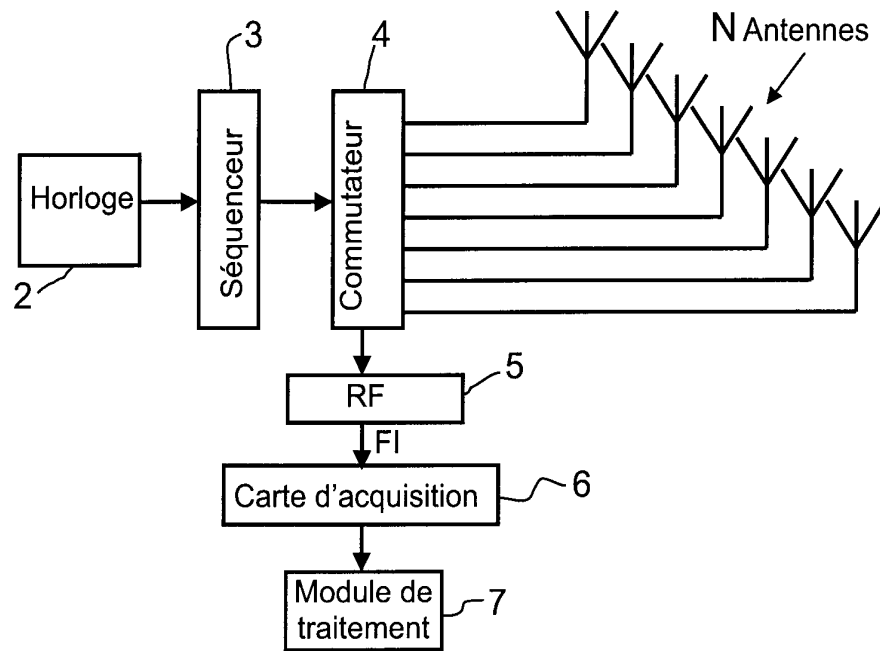 3
4
N Antennes
Horloge
Séquenceur
Commutateur
2
5
RF
FI
Carte d'acquisition
6
Module de
traitement
7